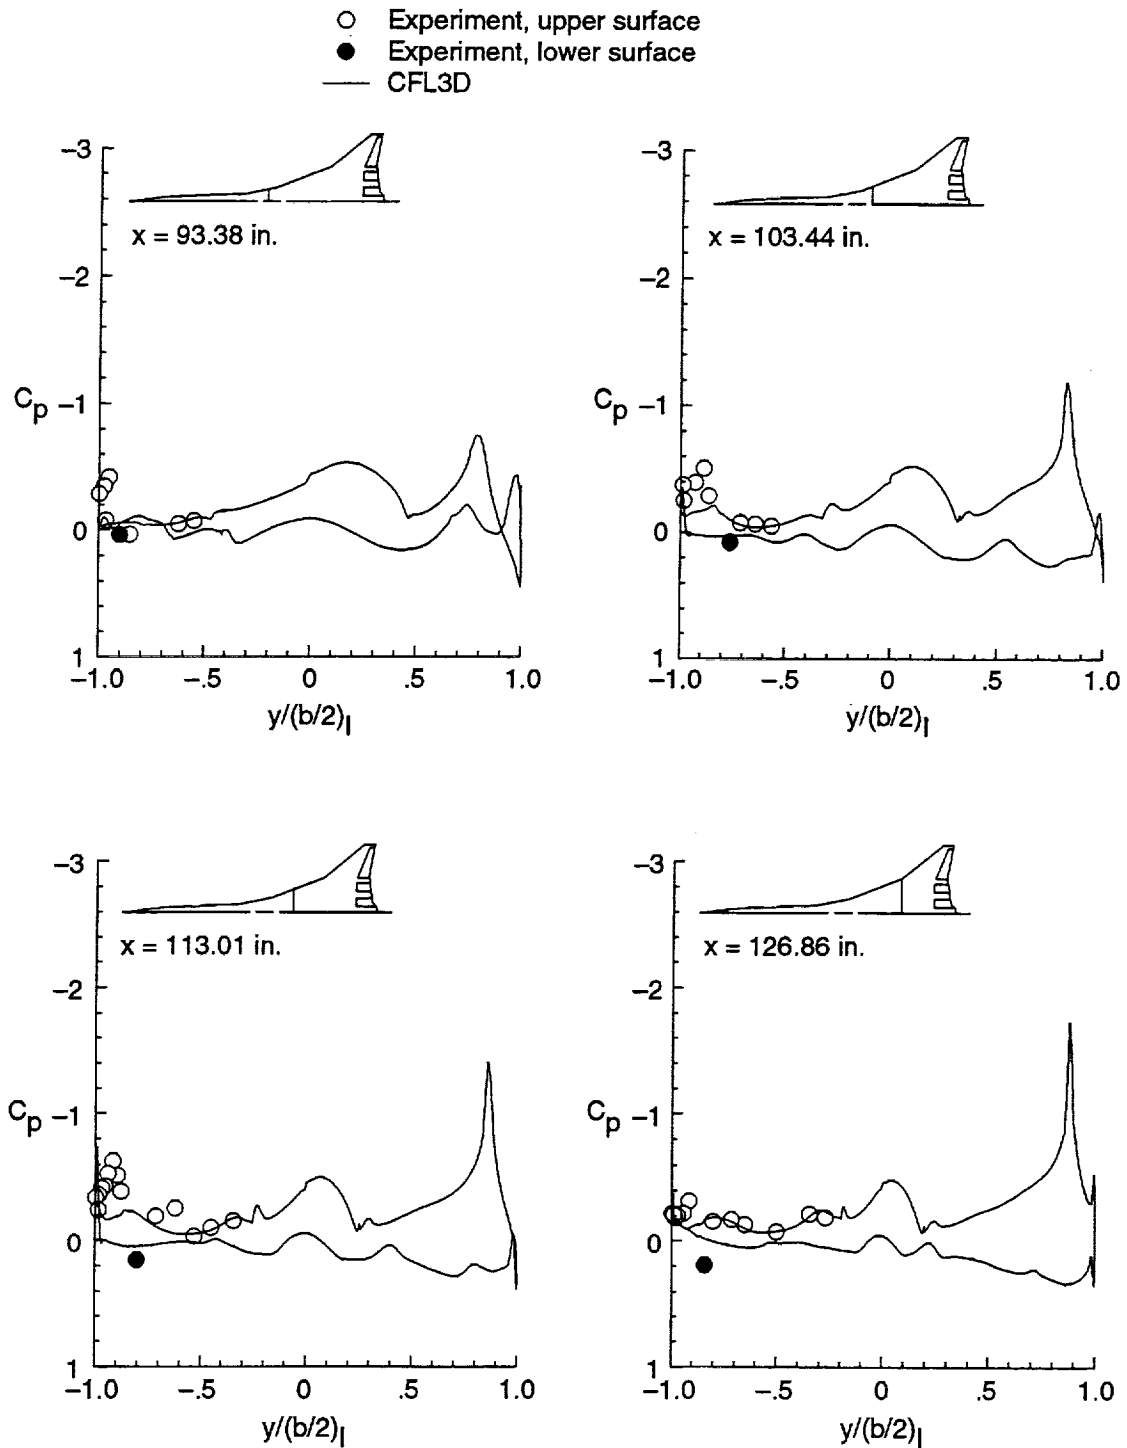 Experiment, upper surface
Experiment, lower surface
CFL3D
−3
−2
Cp −1
0
1
x = 93.38 in.
−1.0 −.5 0 .5 1.0
y/(b/2)l
−3
−2
Cp −1
0
1
x = 103.44 in.
−1.0 −.5 0 .5 1.0
y/(b/2)l
−3
−2
Cp −1
0
1
x = 113.01 in.
−1.0 −.5 0 .5 1.0
y/(b/2)l
−3
−2
Cp −1
0
1
x = 126.86 in.
−1.0 −.5 0 .5 1.0
y/(b/2)l